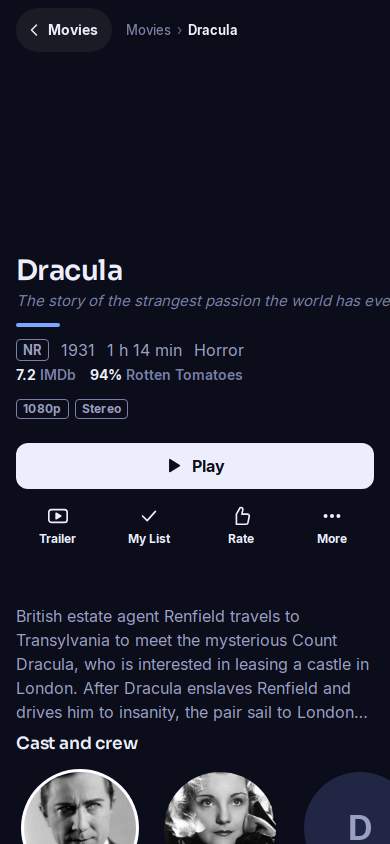 Movies
Movies › Dracula
Dracula
The story of the strangest passion the world has eve
NR 1931 1 h 14 min Horror
7.2 IMDb 94% Rotten Tomatoes
1080p Stereo
Play
Trailer My List Rate More
British estate agent Renfield travels to
Transylvania to meet the mysterious Count
Dracula, who is interested in leasing a castle in
London. After Dracula enslaves Renfield and
drives him to insanity, the pair sail to London...
Cast and crew
D